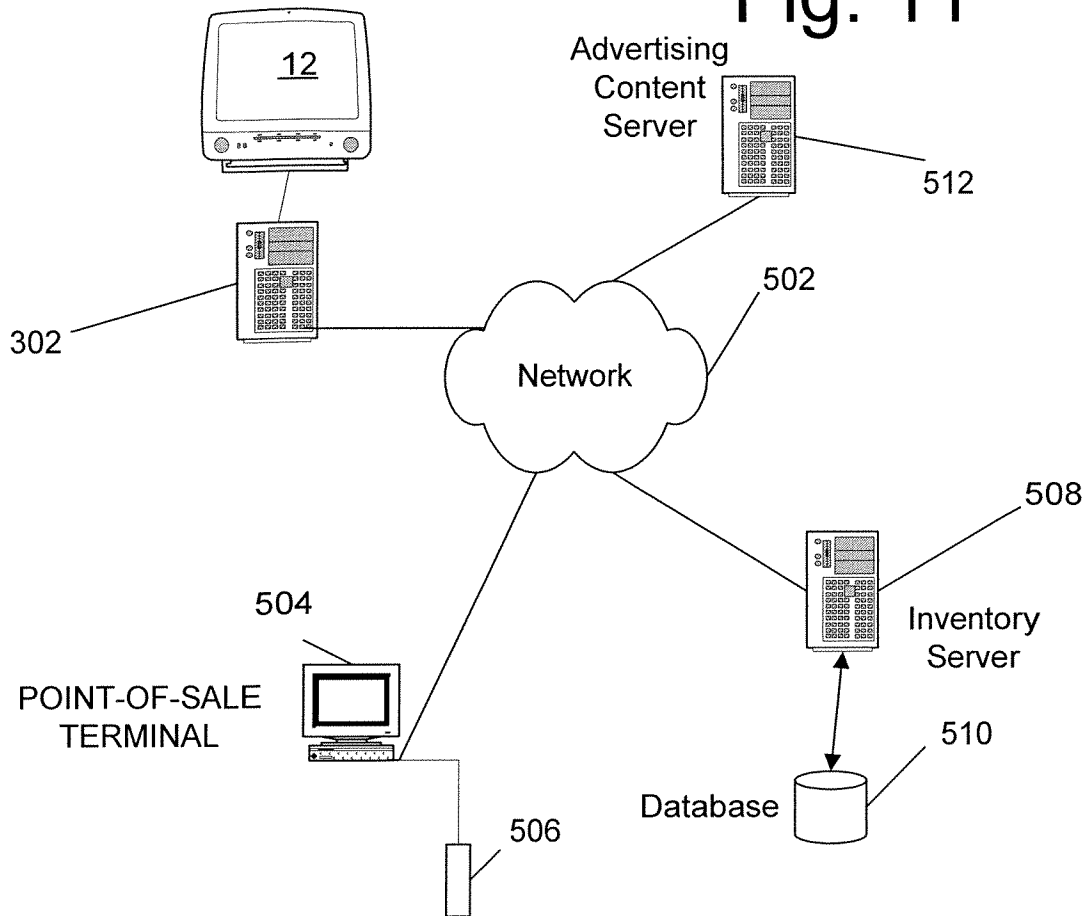 Fig. 11
12
Advertising
Content
Server
512
502
302
Network
508
504
Inventory
Server
POINT-OF-SALE
TERMINAL
510
Database
506